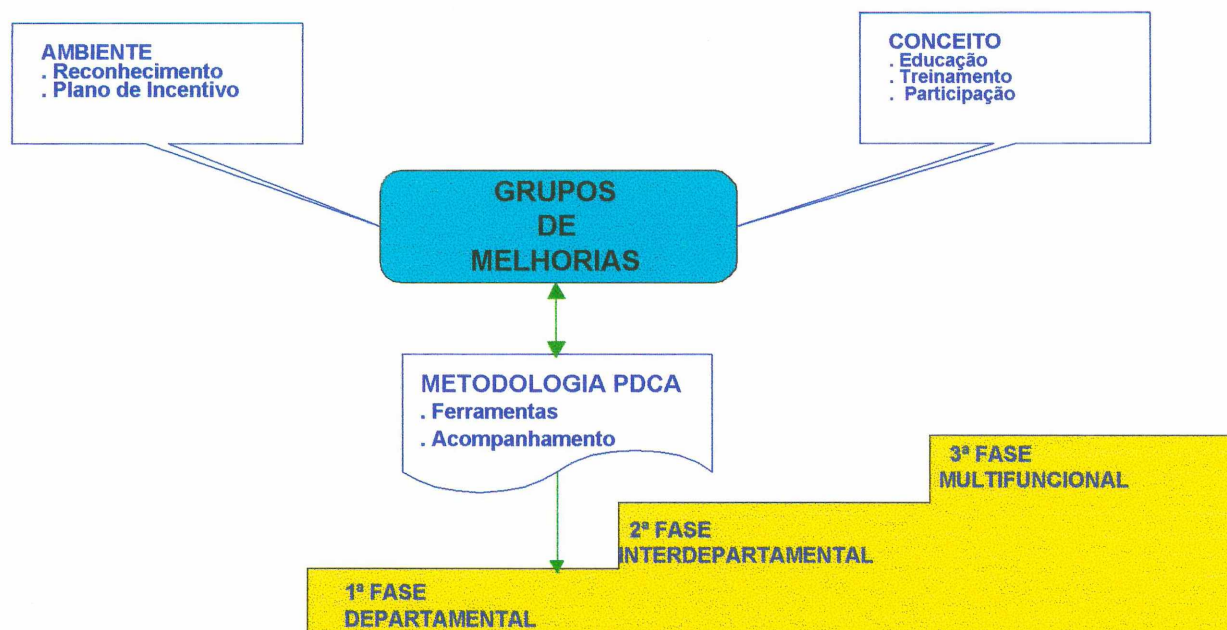 AMBIENTE
. Reconhecimento
. Plano de Incentivo
CONCEITO
. Educação
. Treinamento
. Participação
GRUPOS
DE
MELHORIAS
METODOLOGIA PDCA
. Ferramentas
. Acompanhamento
3ª FASE
MULTIFUNCIONAL
2ª FASE
INTERDEPARTAMENTAL
1ª FASE
DEPARTAMENTAL